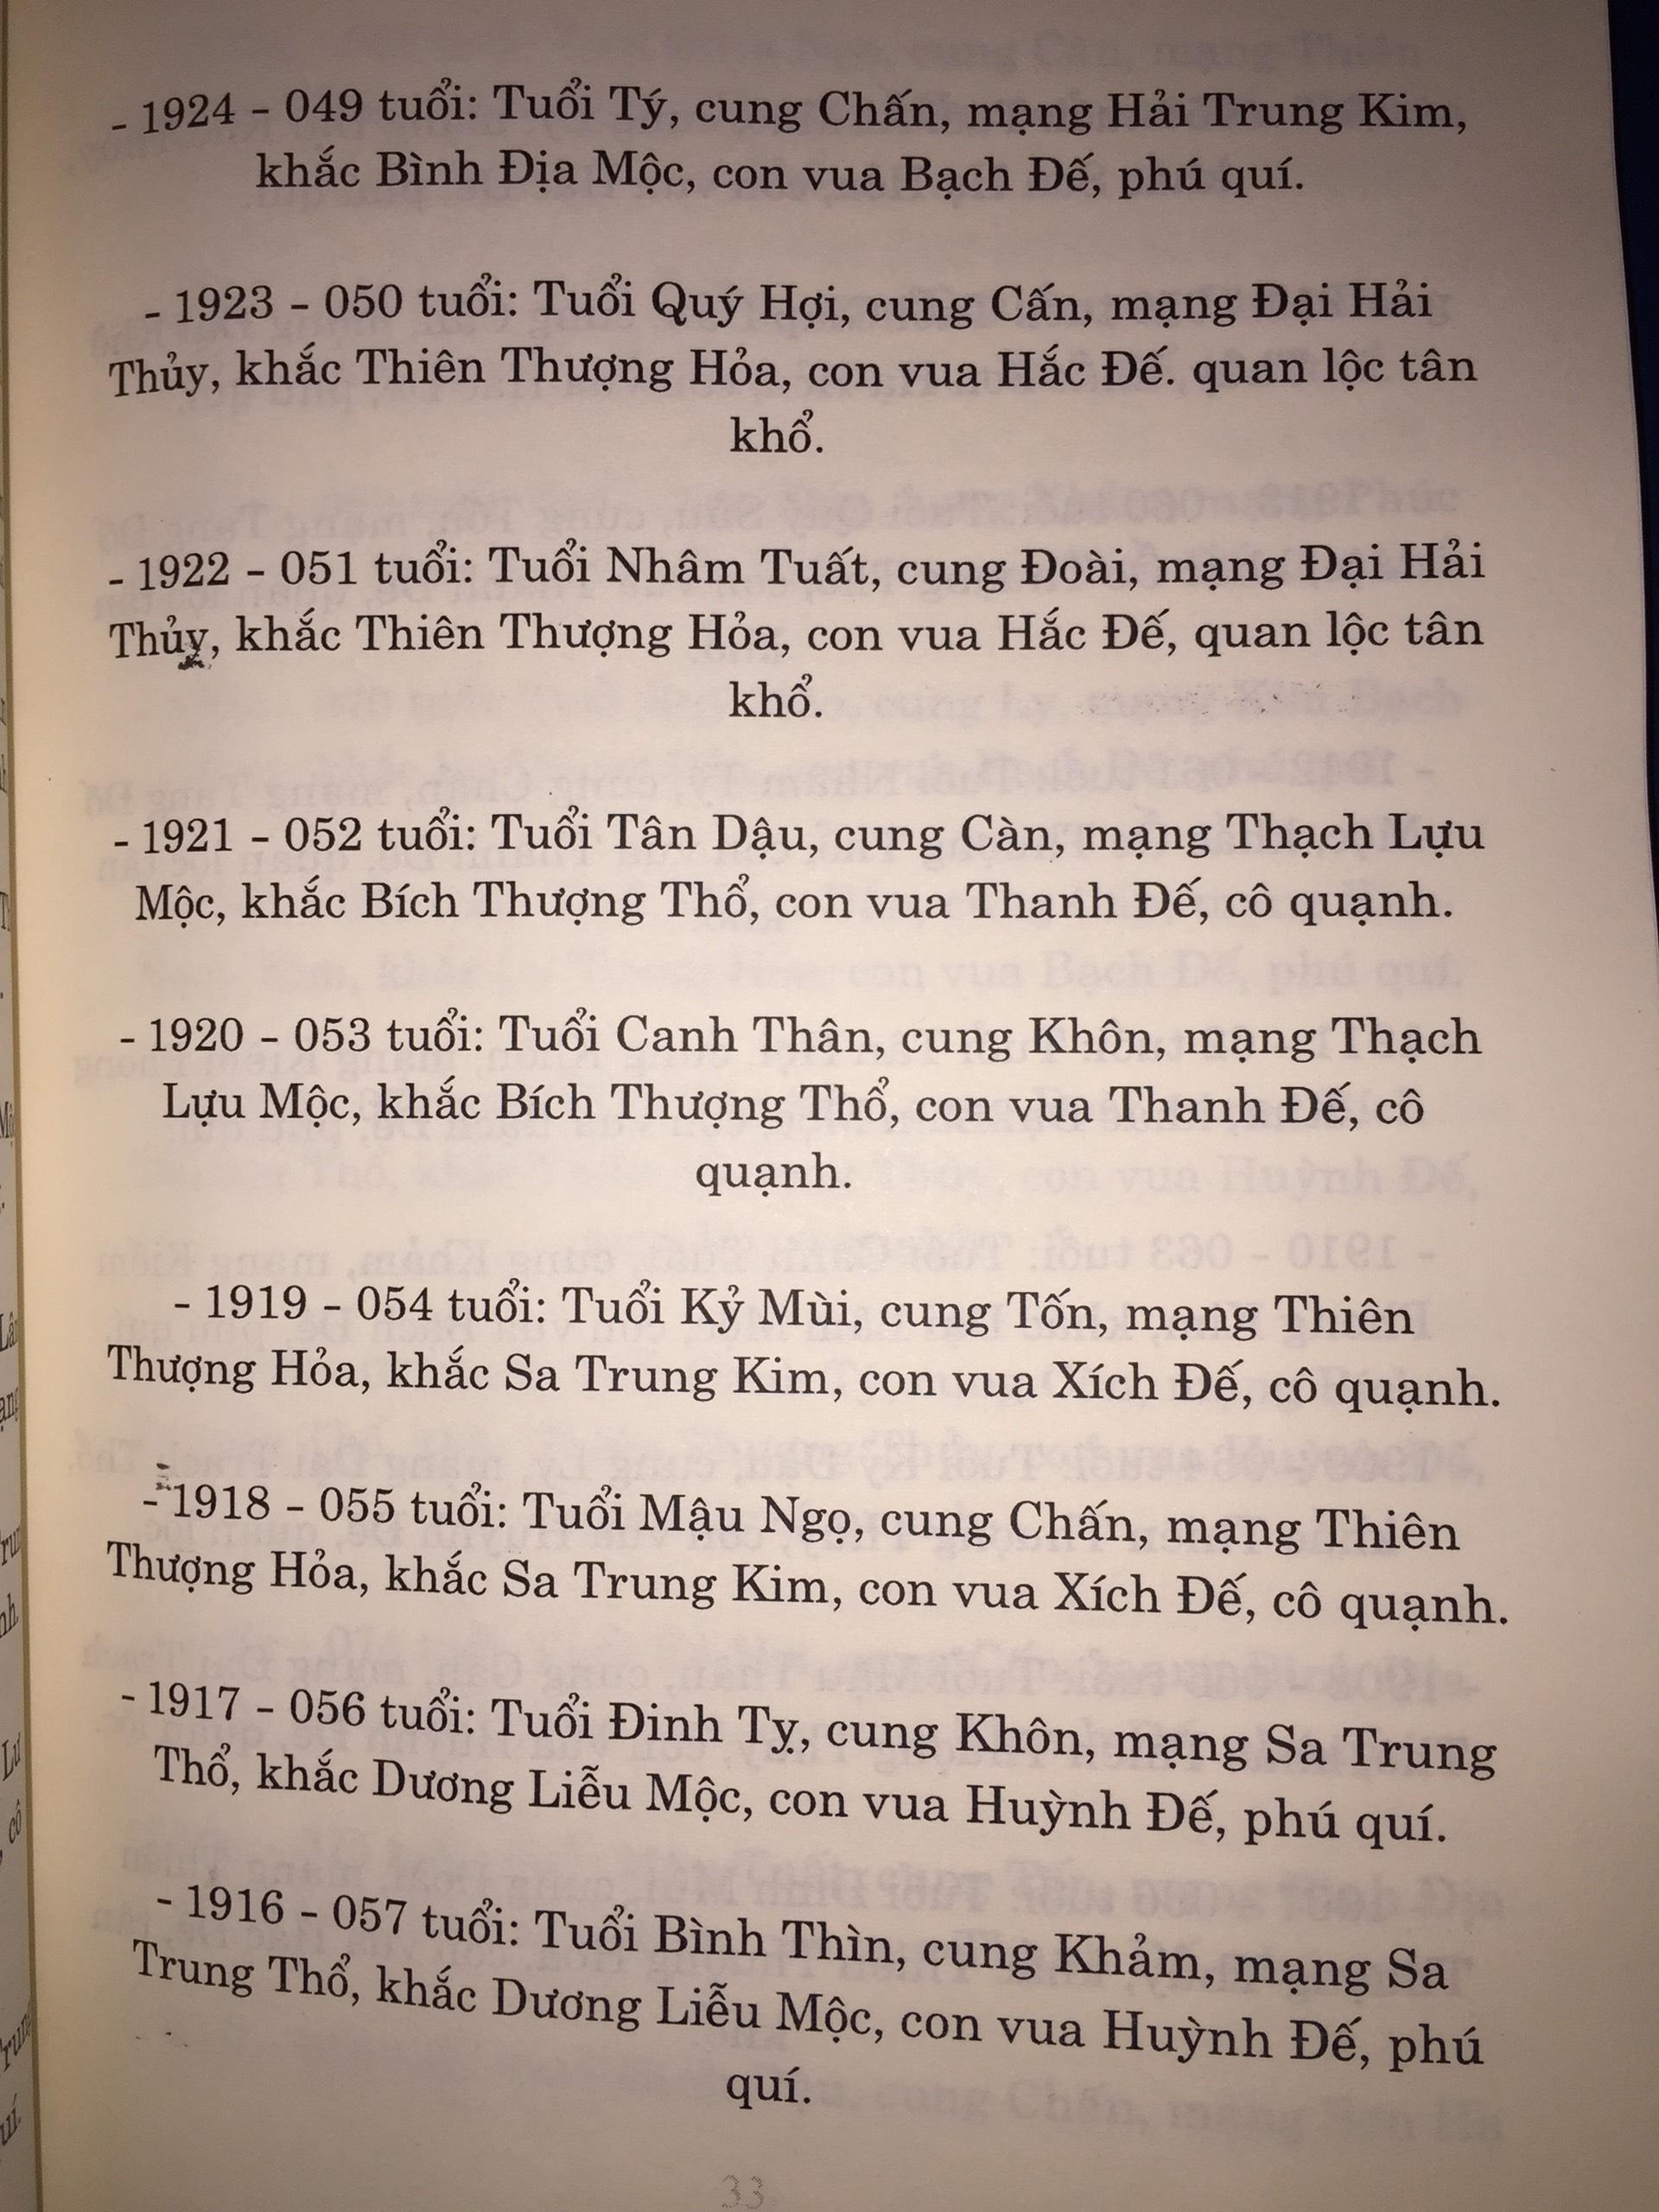 - 1924 - 049 tuổi: Tuổi Tý, cung Chấn, mạng Hải Trung Kim,
khắc Bình Địa Mộc, con vua Bạch Đế, phú quí.
- 1923 - 050 tuổi: Tuổi Quý Hợi, cung Cấn, mạng Đại Hải
Thủy, khắc Thiên Thượng Hỏa, con vua Hắc Đế. quan lộc tân
khổ.
- 1922 - 051 tuổi: Tuổi Nhâm Tuất, cung Đoài, mạng Đại Hải
Thủy, khắc Thiên Thượng Hỏa, con vua Hắc Đế, quan lộc tân
khổ.
- 1921 - 052 tuổi: Tuổi Tân Dậu, cung Càn, mạng Thạch Lựu
Mộc, khắc Bích Thượng Thổ, con vua Thanh Đế, cô quạnh.
- 1920 - 053 tuổi: Tuổi Canh Thân, cung Khôn, mạng Thạch
Lựu Mộc, khắc Bích Thượng Thổ, con vua Thanh Đế, cô
quạnh.
- 1919 - 054 tuổi: Tuổi Kỷ Mùi, cung Tốn, mạng Thiên
Thượng Hỏa, khắc Sa Trung Kim, con vua Xích Đế, cô quạnh.
- 1918 - 055 tuổi: Tuổi Mậu Ngọ, cung Chấn, mạng Thiên
Thượng Hỏa, khắc Sa Trung Kim, con vua Xích Đế, cô quạnh.
- 1917 - 056 tuổi: Tuổi Đinh Tỵ, cung Khôn, mạng Sa Trung
Thổ, khắc Dương Liễu Mộc, con vua Huỳnh Đế, phú quí.
- 1916 - 057 tuổi: Tuổi Bình Thìn, cung Khảm, mạng Sa
Trung Thổ, khắc Dương Liễu Mộc, con vua Huỳnh Đế, phú
quí.
33